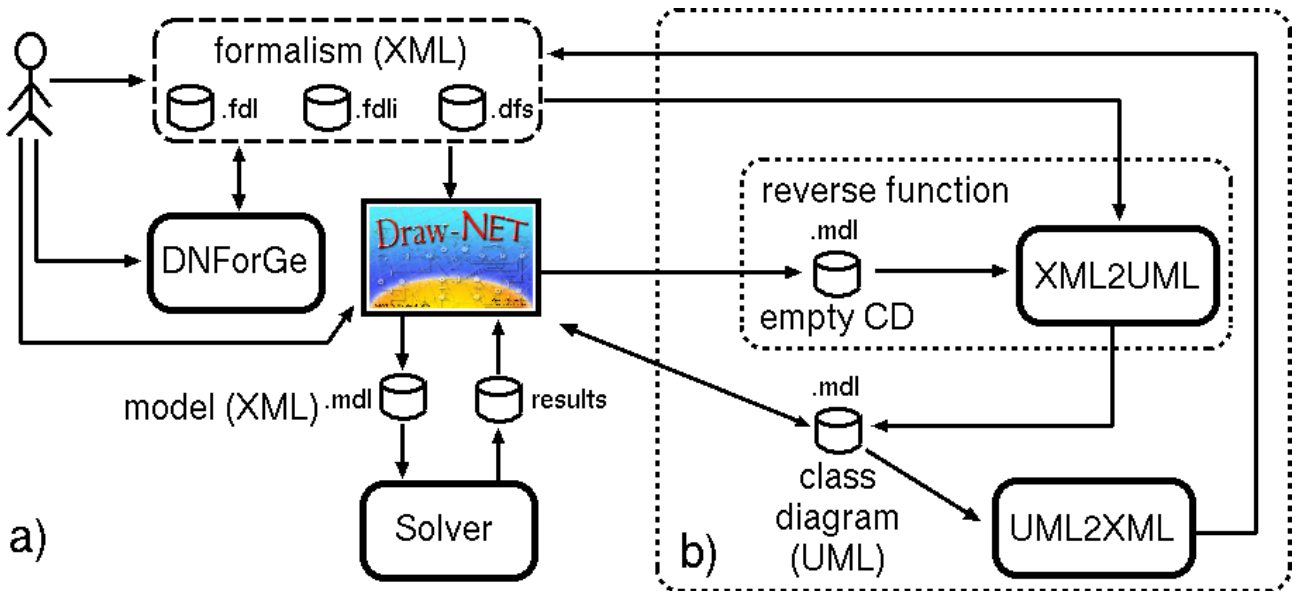 formalism (XML)
.fdl
.fdli
.dfs
DNForGe
Draw-NET
model (XML)
.mdl
results
Solver
a)
reverse function
.mdl
empty CD
XML2UML
.mdl
class
diagram
(UML)
UML2XML
b)